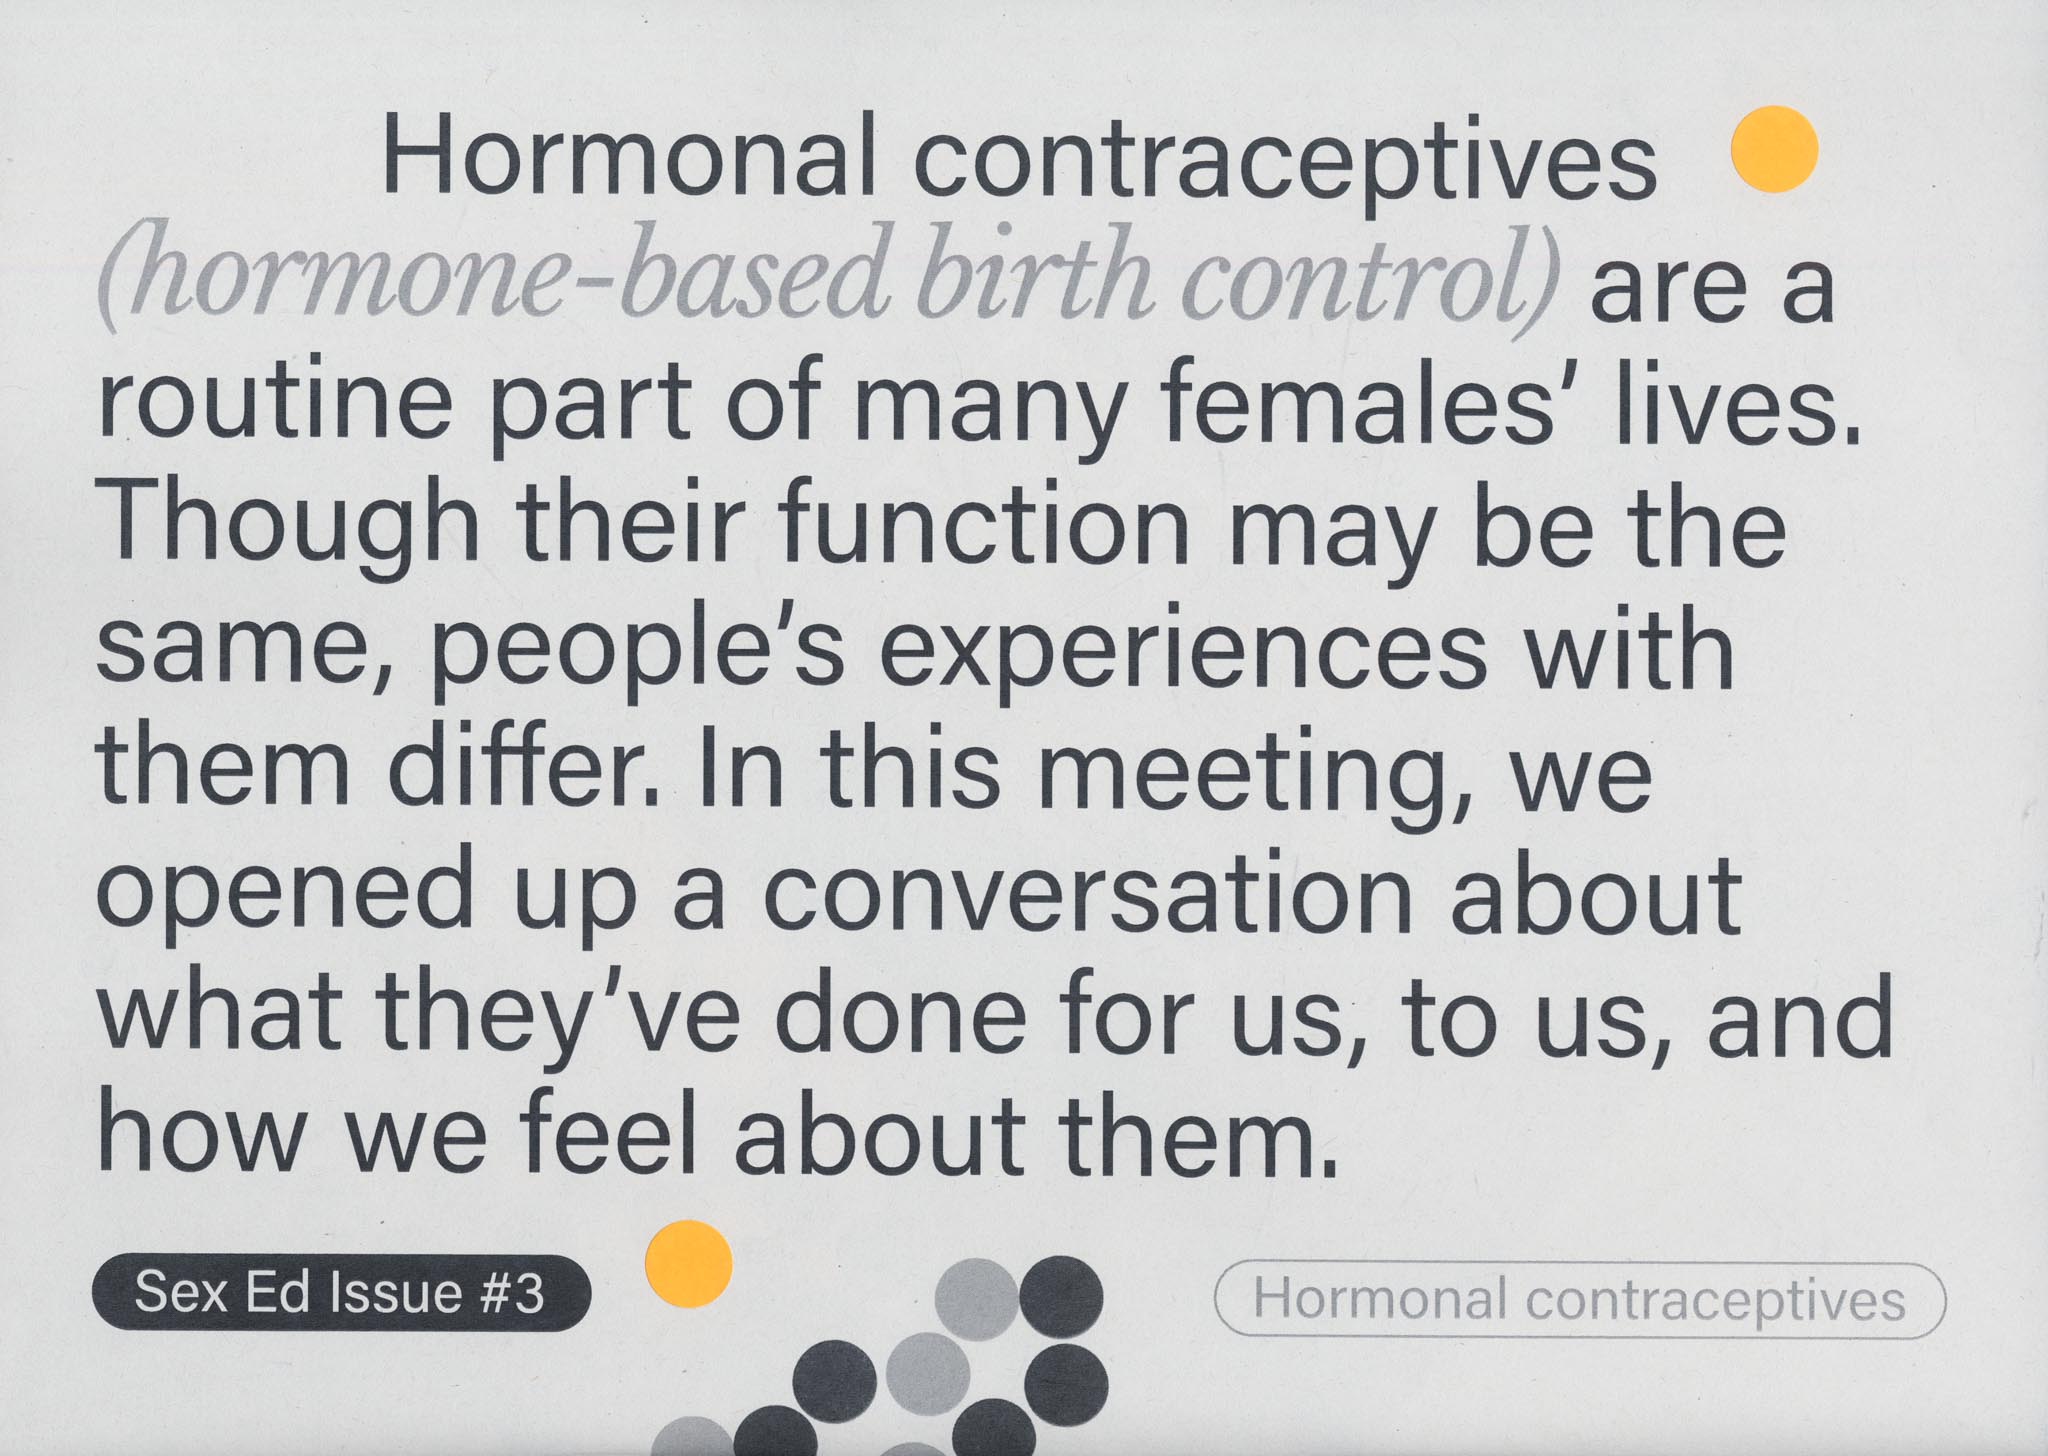 Hormonal contraceptives
(hormone-based birth control) are a
routine part of many females’ lives.
Though their function may be the
same, people’s experiences with
them differ. In this meeting, we
opened up a conversation about
what they’ve done for us, to us, and
how we feel about them.
Sex Ed Issue #3
Hormonal contraceptives